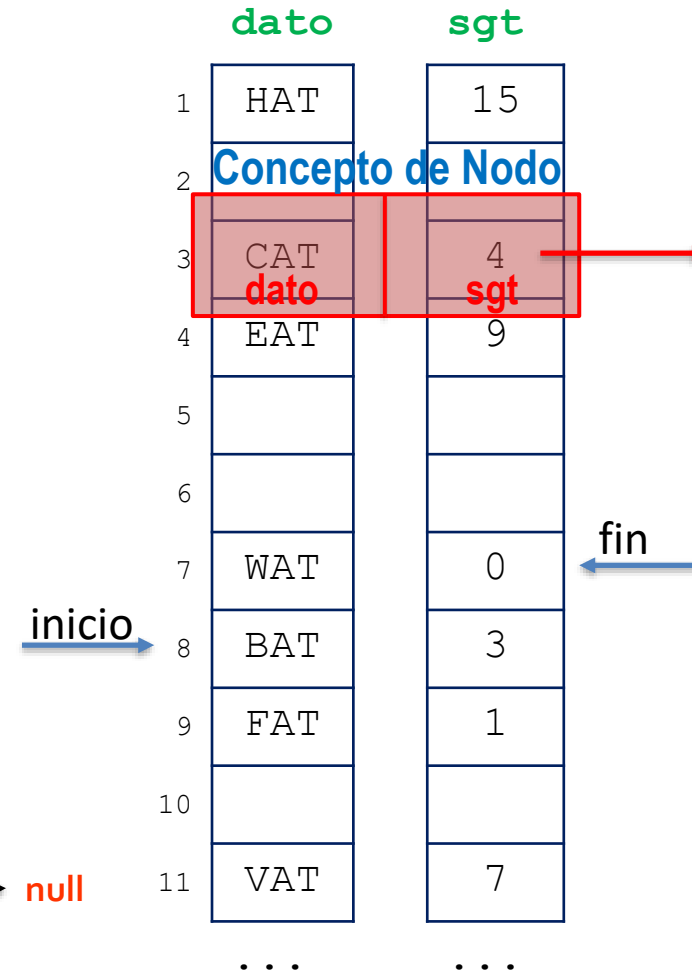 dato sgt
1 HAT 15
2 Concepto de Nodo
3 CAT 4
dato sgt
4 EAT 9
5
6
fin
7 WAT 0
inicio
8 BAT 3
9 FAT 1
10
null 11 VAT 7
... ...